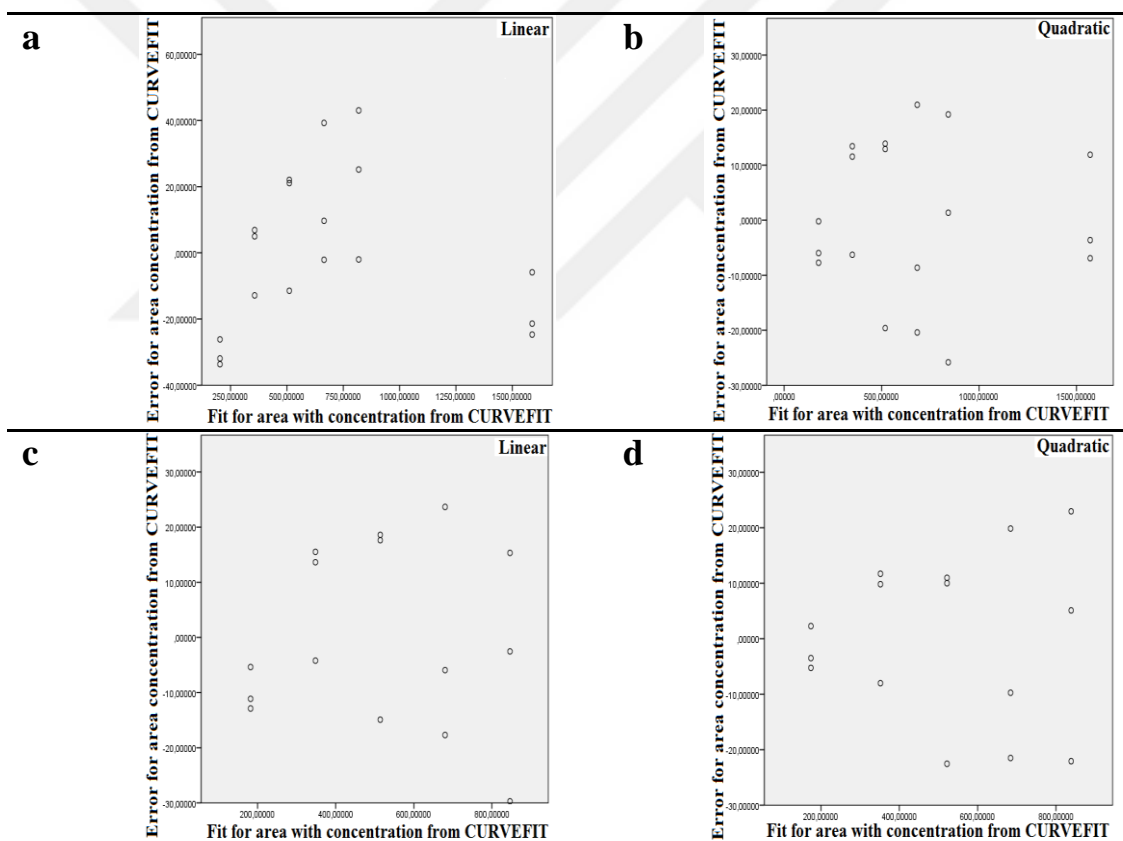 a
Linear
Error for area concentration from CURVEFIT
60,00000
40,00000
20,00000
,00000
-20,00000
-40,00000
250,00000 500,00000 750,00000 1000,00000 1250,00000 1500,00000
Fit for area with concentration from CURVEFIT
b
Quadratic
Error for area concentration from CURVEFIT
30,00000
20,00000
10,00000
,00000
-10,00000
-20,00000
-30,00000
,00000 500,00000 1000,00000 1500,00000
Fit for area with concentration from CURVEFIT
c
Linear
Error for area concentration from CURVEFIT
30,00000
20,00000
10,00000
,00000
-10,00000
-20,00000
-30,00000
200,00000 400,00000 600,00000 800,00000
Fit for area with concentration from CURVEFIT
d
Quadratic
Error for area concentration from CURVEFIT
30,00000
20,00000
10,00000
,00000
-10,00000
-20,00000
-30,00000
200,00000 400,00000 600,00000 800,00000
Fit for area with concentration from CURVEFIT